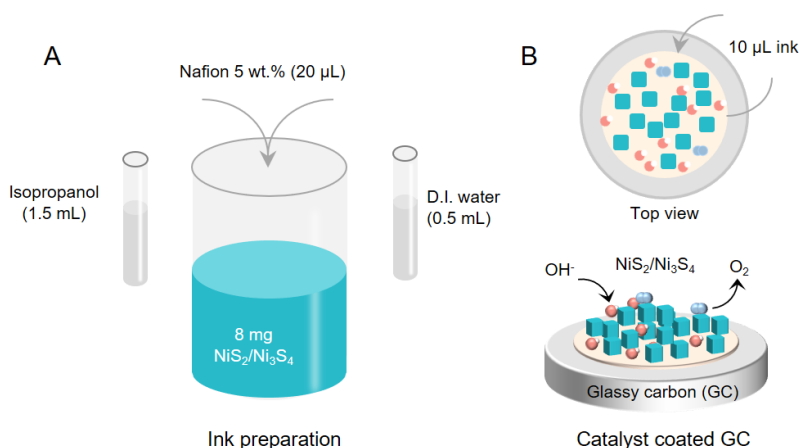 A
Nafion 5 wt.% (20 µL)
Isopropanol
(1.5 mL)
D.I. water
(0.5 mL)
8 mg
NiS₂/Ni₃S₄
Ink preparation
B
10 µL ink
Top view
OH⁻
NiS₂/Ni₃S₄
O₂
Glassy carbon (GC)
Catalyst coated GC